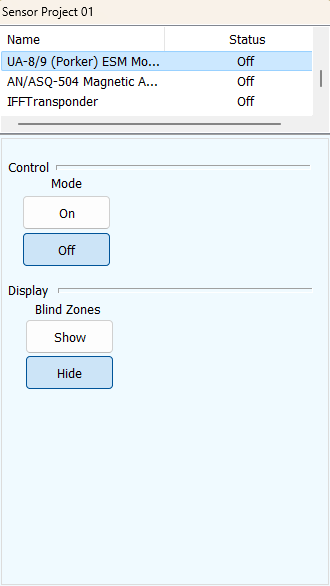 Sensor Project 01
Name Status
UA-8/9 (Porker) ESM Mo... Off
AN/ASQ-504 Magnetic A... Off
IFFTransponder Off
Control
Mode
On
Off
Display
Blind Zones
Show
Hide